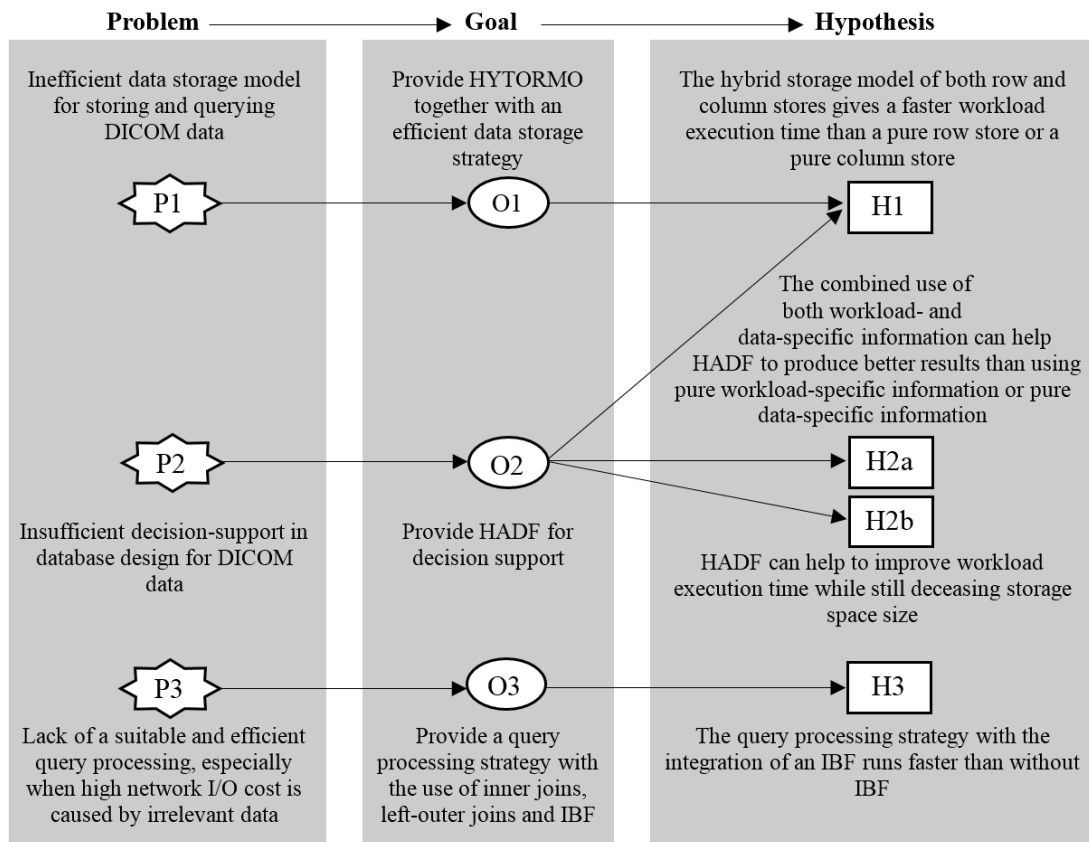 Problem
Goal
Hypothesis
Inefficient data storage model
for storing and querying
DICOM data
P1
Provide HYTORMO
together with an
efficient data storage
strategy
O1
The hybrid storage model of both row and
column stores gives a faster workload
execution time than a pure row store or a
pure column store
H1
The combined use of
both workload- and
data-specific information can help
HADF to produce better results than using
pure workload-specific information or pure
data-specific information
P2
Insufficient decision-support in
database design for DICOM
data
O2
Provide HADF for
decision support
H2a
H2b
HADF can help to improve workload
execution time while still deceasing storage
space size
P3
Lack of a suitable and efficient
query processing, especially
when high network I/O cost is
caused by irrelevant data
O3
Provide a query
processing strategy with
the use of inner joins,
left-outer joins and IBF
H3
The query processing strategy with the
integration of an IBF runs faster than without
IBF